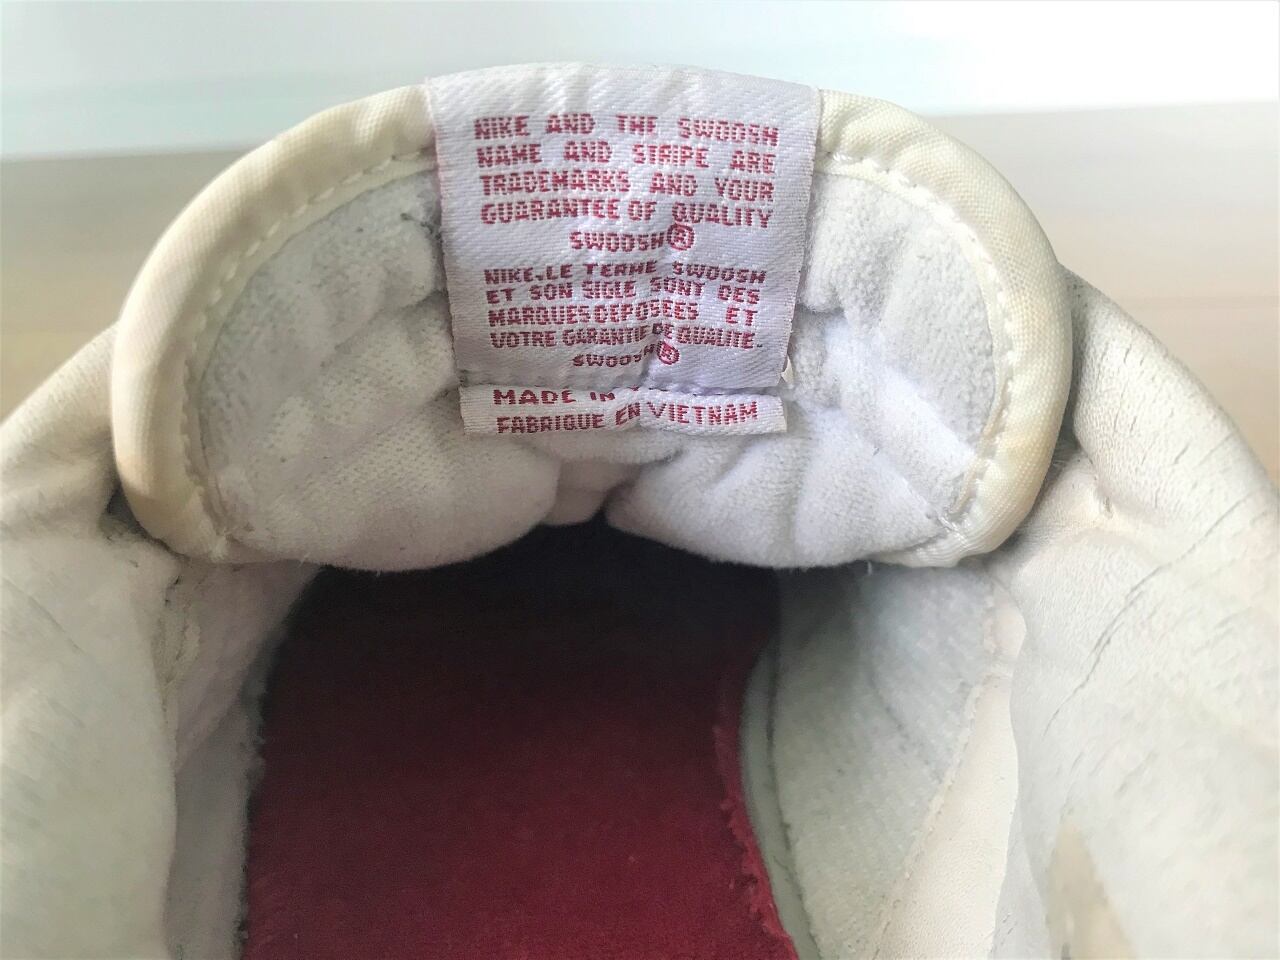 NIKE AND THE SWOOSH
NAME AND STRIPE ARE
TRADEMARKS AND YOUR
GUARANTEE OF QUALITY
SWOOSH®
NIKE, LE TERME SWOOSH
ET SON SIGLE SONT DES
MARQUES DEPOSEES ET
VOTRE GARANTIE DE QUALITE.
SWOOSH®
MADE IN
FABRIQUE EN VIETNAM